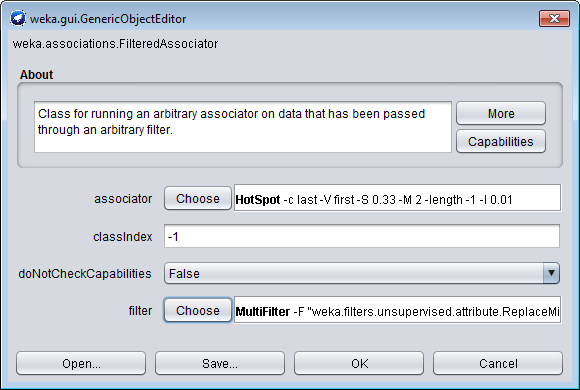 weka.gui.GenericObjectEditor
weka.associations.FilteredAssociator
About
Class for running an arbitrary associator on data that has been passed
through an arbitrary filter.
More
Capabilities
associator Choose HotSpot -c last -V first -S 0.33 -M 2 -length -1 -I 0.01
classIndex -1
doNotCheckCapabilities False
filter Choose MultiFilter -F "weka.filters.unsupervised.attribute.ReplaceMi
Open... Save... OK Cancel